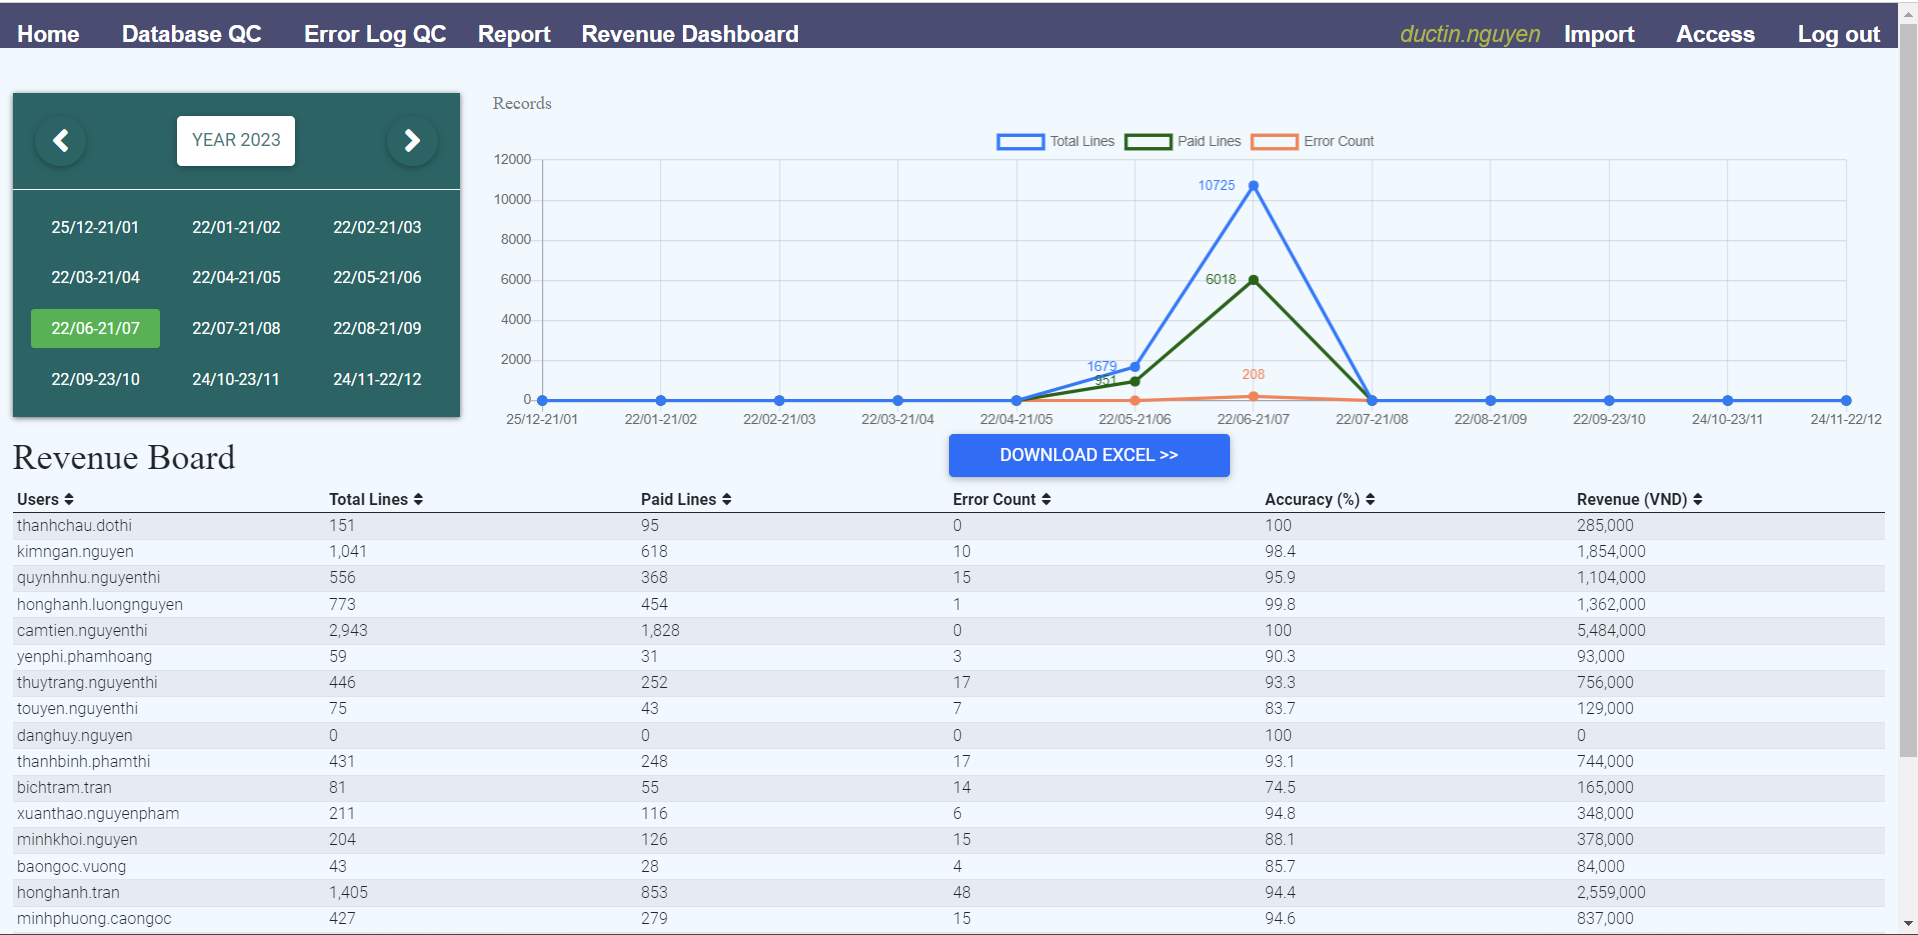 Home Database QC Error Log QC Report Revenue Dashboard ductin.nguyen Import Access Log out
YEAR 2023
25/12-21/01 22/01-21/02 22/02-21/03
22/03-21/04 22/04-21/05 22/05-21/06
22/06-21/07 22/07-21/08 22/08-21/09
22/09-23/10 24/10-23/11 24/11-22/12
Records
Total Lines Paid Lines Error Count
12000
10000
8000
6000
4000
2000
0
10725
6018
1679
951
208
25/12-21/01 22/01-21/02 22/02-21/03 22/03-21/04 22/04-21/05 22/05-21/06 22/06-21/07 22/07-21/08 22/08-21/09 22/09-23/10 24/10-23/11 24/11-22/12
Revenue Board
DOWNLOAD EXCEL >>
Users Total Lines Paid Lines Error Count Accuracy (%) Revenue (VND)
thanhchau.dothi 151 95 0 100 285,000
kimngan.nguyen 1,041 618 10 98.4 1,854,000
quynhnhu.nguyenthi 556 368 15 95.9 1,104,000
honghanh.luongnguyen 773 454 1 99.8 1,362,000
camtien.nguyenthi 2,943 1,828 0 100 5,484,000
yenphi.phamhoang 59 31 3 90.3 93,000
thuytrang.nguyenthi 446 252 17 93.3 756,000
touyen.nguyenthi 75 43 7 83.7 129,000
danghuy.nguyen 0 0 0 100 0
thanhbinh.phamthi 431 248 17 93.1 744,000
bichtram.tran 81 55 14 74.5 165,000
xuanthao.nguyenpham 211 116 6 94.8 348,000
minhkhoi.nguyen 204 126 15 88.1 378,000
baongoc.vuong 43 28 4 85.7 84,000
honghanh.tran 1,405 853 48 94.4 2,559,000
minhphuong.caongoc 427 279 15 94.6 837,000